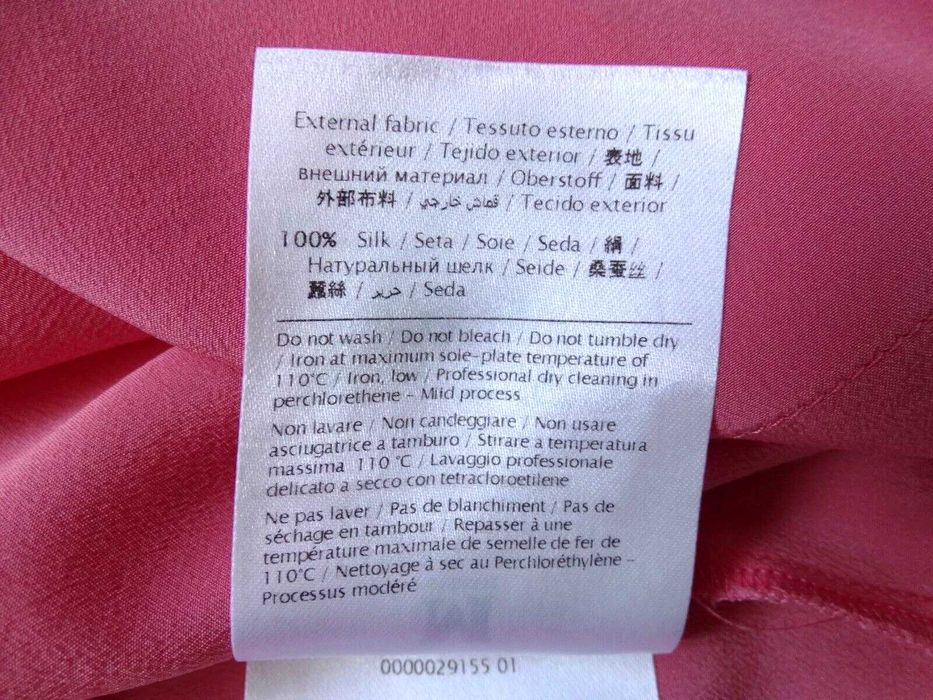 External fabric / Tessuto esterno / Tissu
extérieur / Tejido exterior / 表地 /
внешний материал / Oberstoff / 面料 /
外部布料 / قماش خارجي / Tecido exterior
100% Silk / Seta / Soie / Seda / 絹 /
Натуральный шелк / Seide / 桑蚕丝 /
蠶絲 / حرير / Seda
Do not wash / Do not bleach / Do not tumble dry
/ Iron at maximum sole-plate temperature of
110°C / Iron, low / Professional dry cleaning in
perchlorethene - Mild process
Non lavare / Non candeggiare / Non usare
asciugatrice a tamburo / Stirare a temperatura
massima 110 °C / Lavaggio professionale
delicato a secco con tetracloroetilene
Ne pas laver / Pas de blanchiment / Pas de
séchage en tambour / Repasser à une
température maximale de semelle de fer de
110°C / Nettoyage à sec au Perchloréthylène -
Processus modéré
0000029155 01